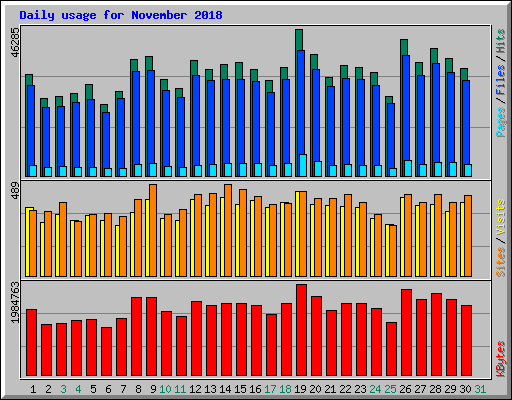 Daily usage for November 2018
46285
Pages / Files / Hits
489
Sites / Visits
1984763
KBytes
1 2 3 4 5 6 7 8 9 10 11 12 13 14 15 16 17 18 19 20 21 22 23 24 25 26 27 28 29 30 31